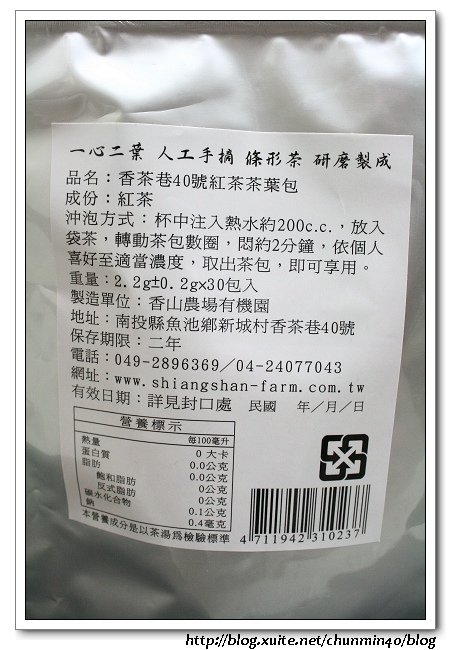 一心二葉 人工手摘 條形茶 研磨製成
品名：香茶巷40號紅茶茶葉包
成份：紅茶
沖泡方式：杯中注入熱水約200c.c.，放入
袋茶，轉動茶包數圈，悶約2分鐘，依個人
喜好至適當濃度，取出茶包，即可享用。
重量：2.2g±0.2gx30包入
製造單位：香山農場有機園
地址：南投縣魚池鄉新城村香茶巷40號
保存期限：二年
電話：049-2896369／04-24077043
網址：www.shiangshan-farm.com.tw
有效日期：詳見封口處 民國 年／月／日
營養標示
每100毫升
熱量 0 大卡
蛋白質 0.0公克
脂肪 0.0公克
飽和脂肪 0公克
反式脂肪 0公克
碳水化合物 0.1公克
鈉 0.4毫克
本營養成分是以茶湯爲檢驗標準
4 711942 310237
http://blog.xuite.net/chunmin40/blog